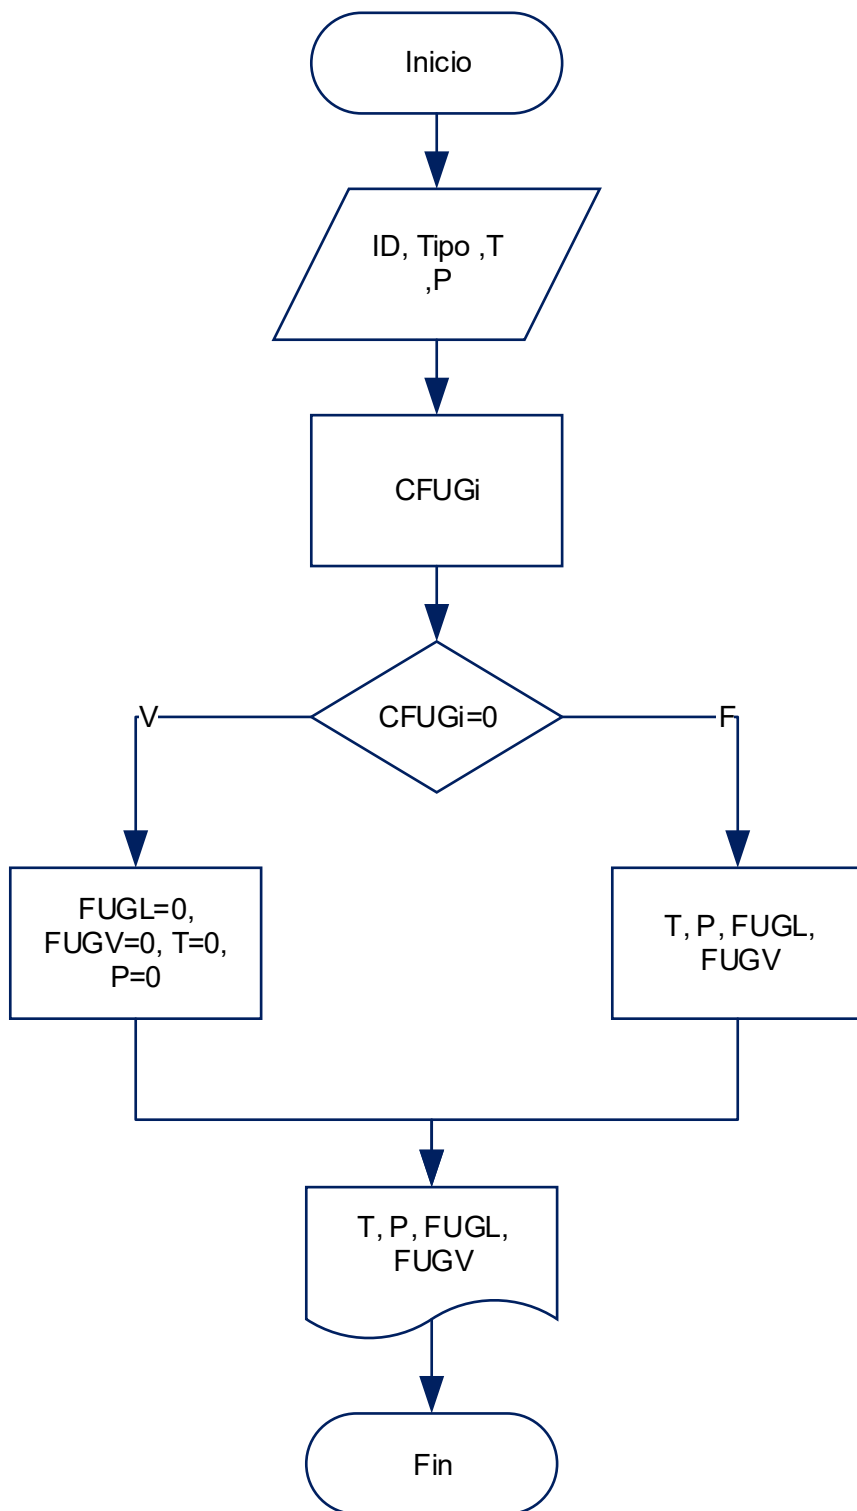 Inicio
ID, Tipo ,T
,P
CFUGi
CFUGi=0
V
F
FUGL=0,
FUGV=0, T=0,
P=0
T, P, FUGL,
FUGV
T, P, FUGL,
FUGV
Fin